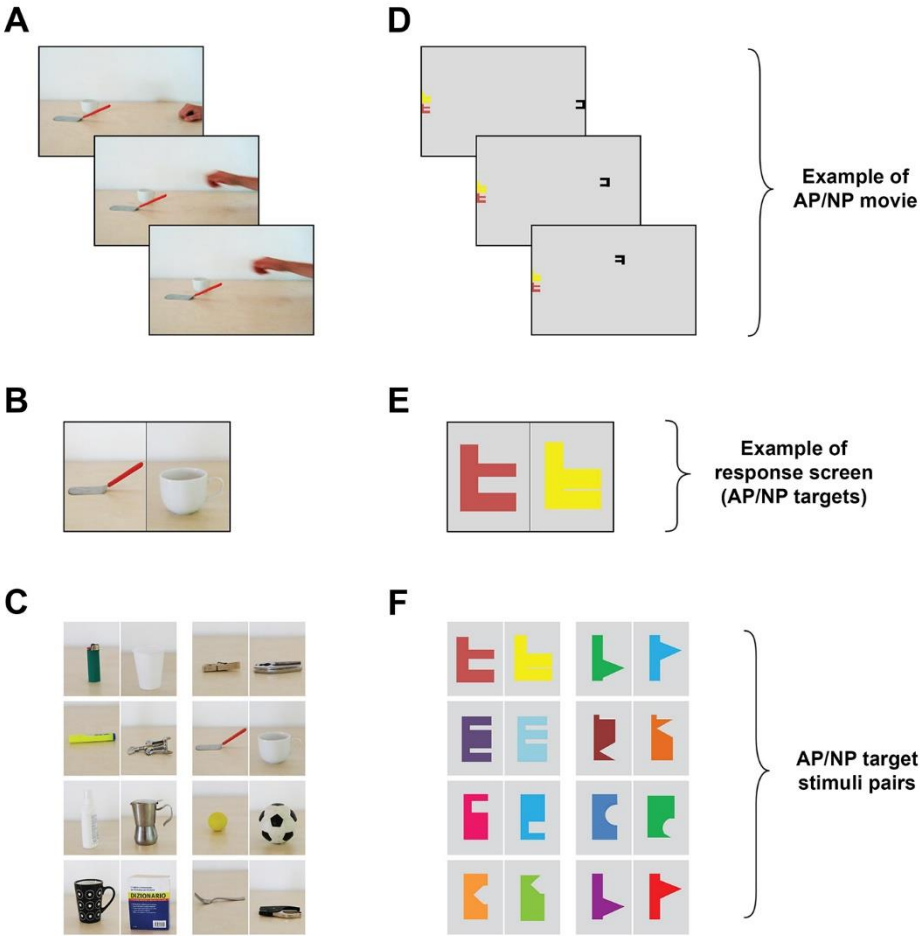 A
D
Example of
AP/NP movie
B
E
Example of
response screen
(AP/NP targets)
C
F
DIZIONARIO
AP/NP target
stimuli pairs